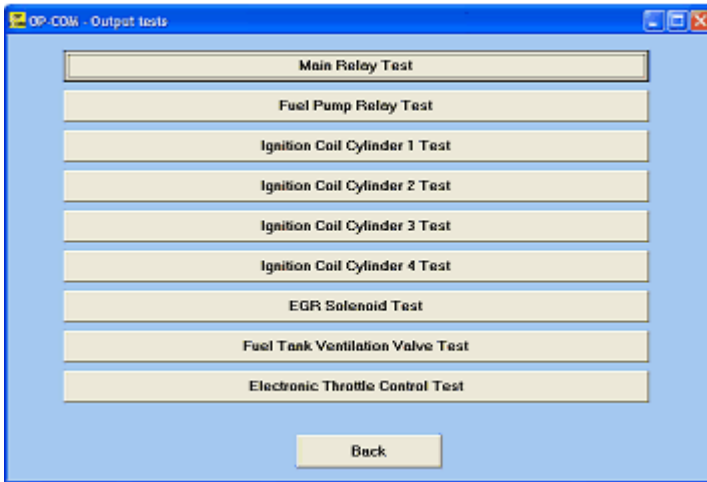 OP-COM - Output tests
Main Relay Test
Fuel Pump Relay Test
Ignition Coil Cylinder 1 Test
Ignition Coil Cylinder 2 Test
Ignition Coil Cylinder 3 Test
Ignition Coil Cylinder 4 Test
EGR Solenoid Test
Fuel Tank Ventilation Valve Test
Electronic Throttle Control Test
Back